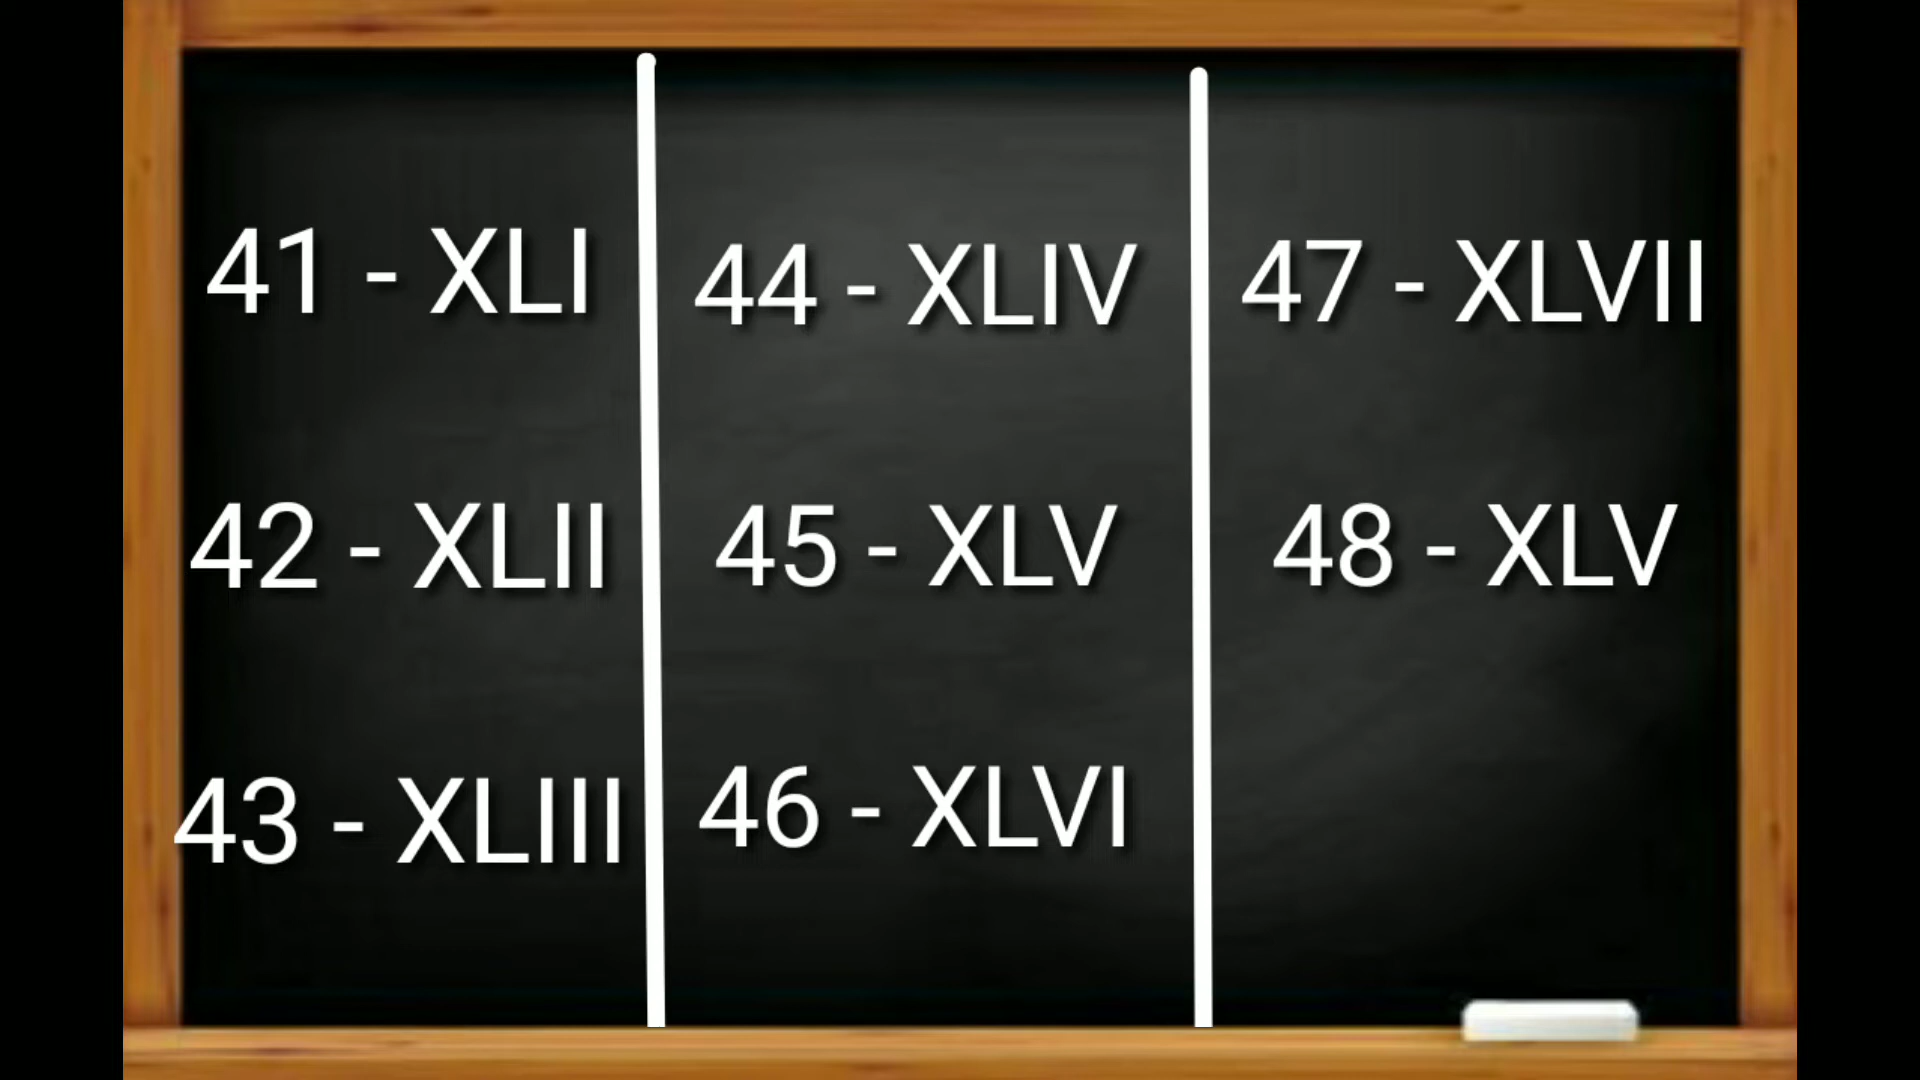 41 - XLI
42 - XLII
43 - XLIII
44 - XLIV
45 - XLV
46 - XLVI
47 - XLVII
48 - XLV